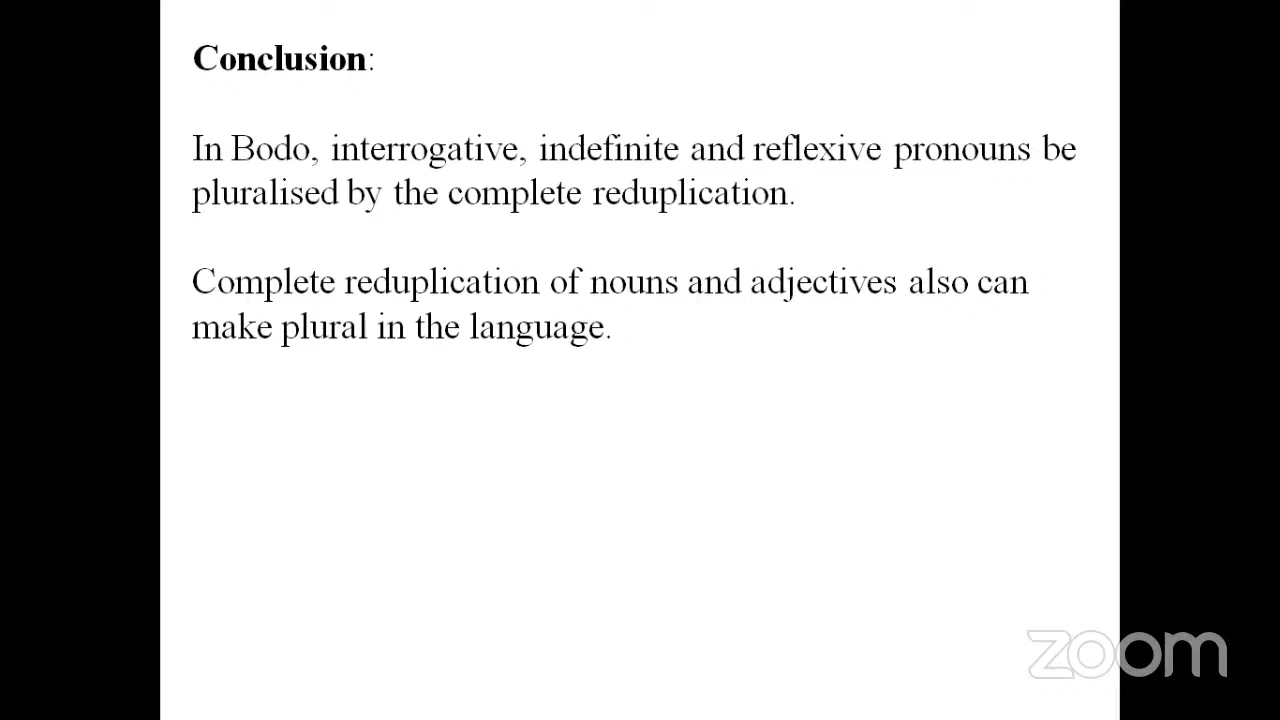 Conclusion:
In Bodo, interrogative, indefinite and reflexive pronouns be
pluralised by the complete reduplication.
Complete reduplication of nouns and adjectives also can
make plural in the language.
zoom